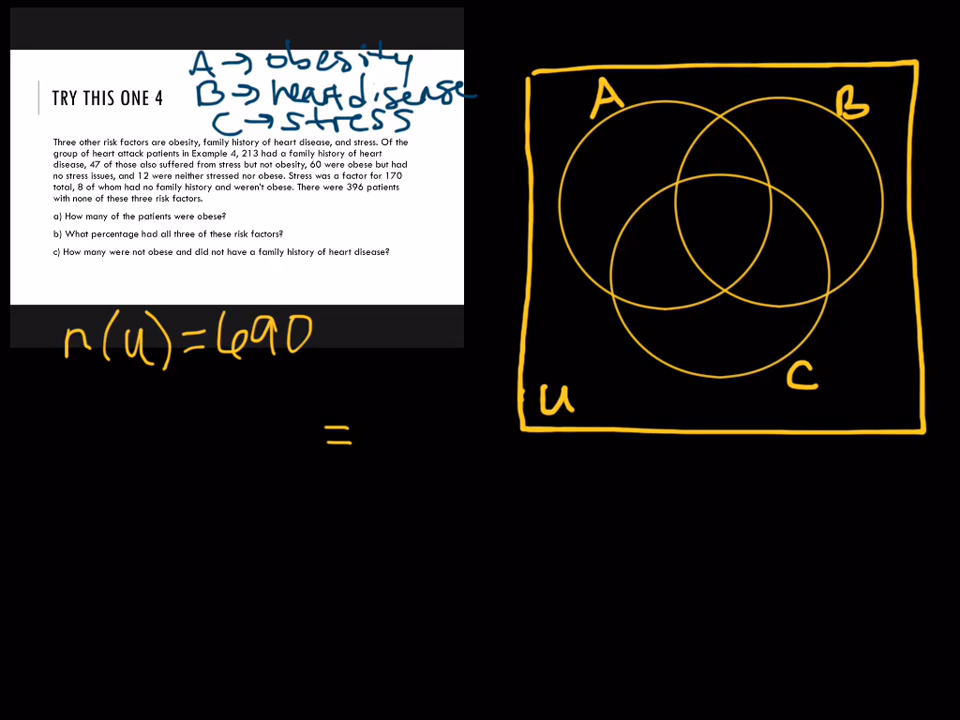 A → obesity
B → heart disease
C → stress
TRY THIS ONE 4
Three other risk factors are obesity, family history of heart disease, and stress. Of the
group of heart attack patients in Example 4, 213 had a family history of heart
disease, 47 of those also suffered from stress but not obesity, 60 were obese but had
no stress issues, and 12 were neither stressed nor obese. Stress was a factor for 170
total, 8 of whom had no family history and weren't obese. There were 396 patients
with none of these three risk factors.
a) How many of the patients were obese?
b) What percentage had all three of these risk factors?
c) How many were not obese and did not have a family history of heart disease?
n(u)=690
=
A
B
C
U